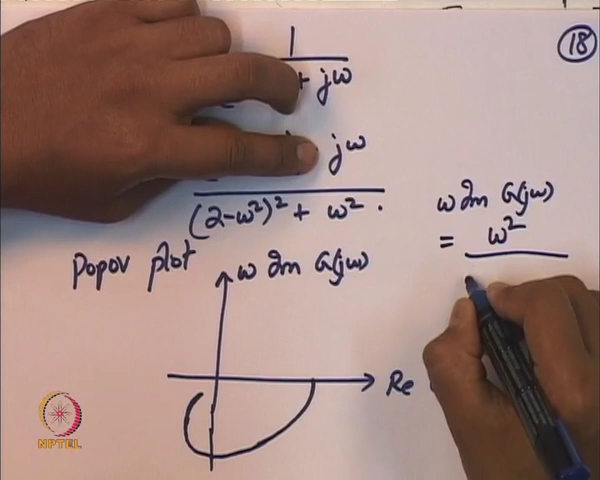 18
1
+ jω
jω
(2-ω²)² + ω² .
ω Im G(jω)
= ω²
Popov plot
ω Im G(jω)
Re
NPTEL